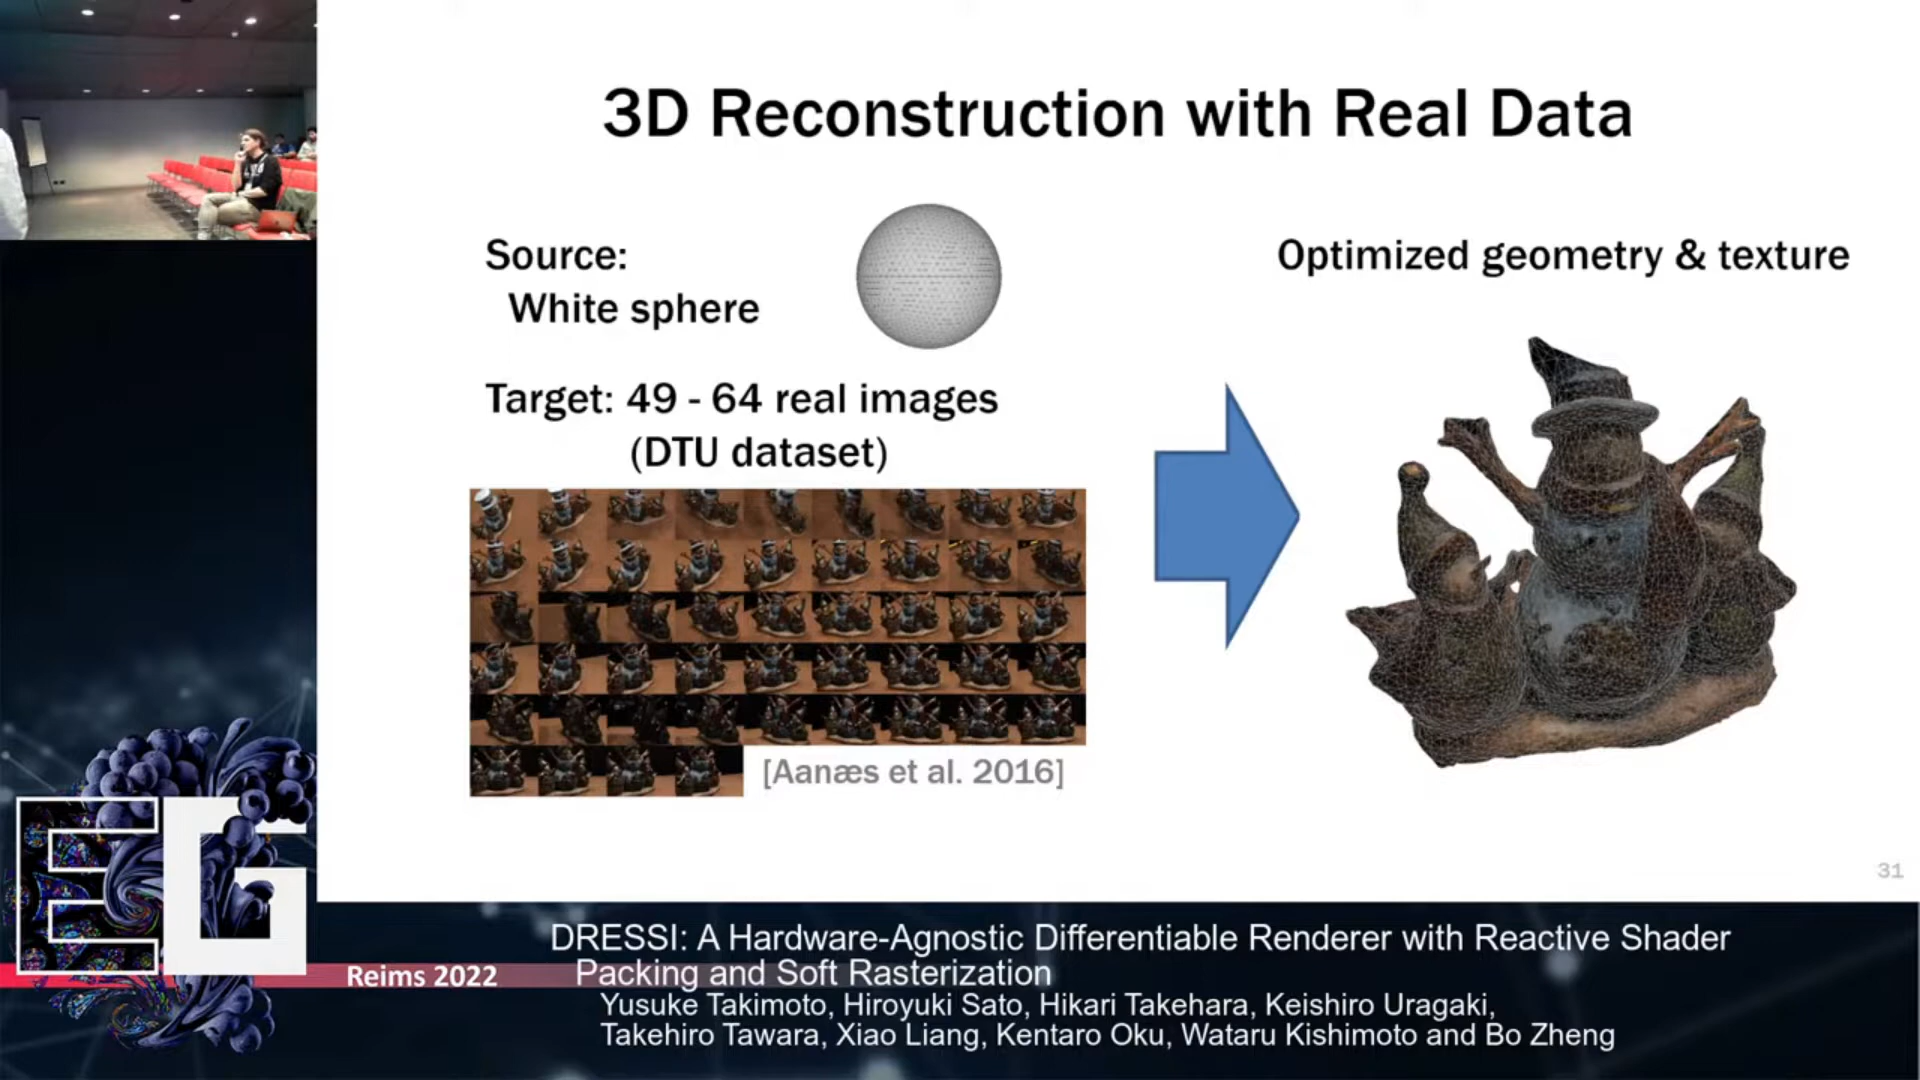 3D Reconstruction with Real Data
Source:
White sphere
Optimized geometry & texture
Target: 49 - 64 real images
(DTU dataset)
[Aanæs et al. 2016]
31
EG
Reims 2022
DRESSI: A Hardware-Agnostic Differentiable Renderer with Reactive Shader
Packing and Soft Rasterization
Yusuke Takimoto, Hiroyuki Sato, Hikari Takehara, Keishiro Uragaki,
Takehiro Tawara, Xiao Liang, Kentaro Oku, Wataru Kishimoto and Bo Zheng